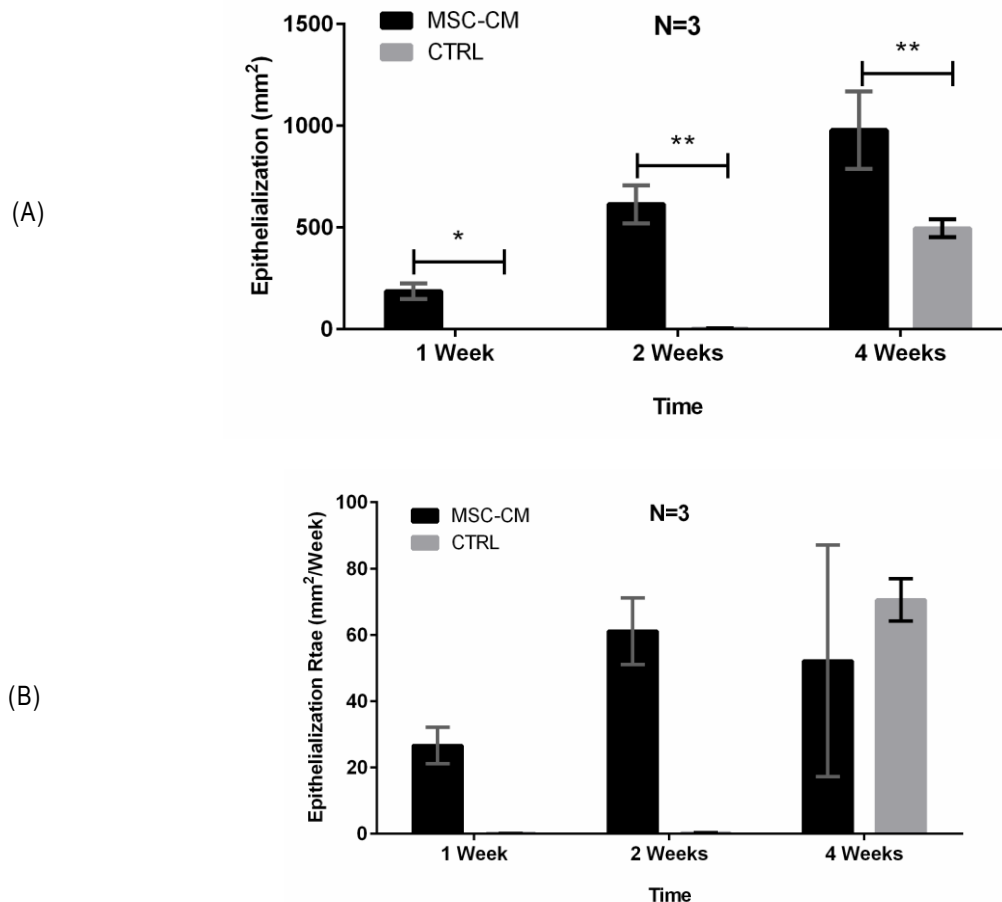 (A)
MSC-CM
CTRL
N=3
Epithelialization (mm²)
1500
1000
500
0
*
**
**
1 Week
2 Weeks
4 Weeks
Time
(B)
MSC-CM
CTRL
N=3
Epithelialization Rtae (mm²/Week)
100
80
60
40
20
0
1 Week
2 Weeks
4 Weeks
Time